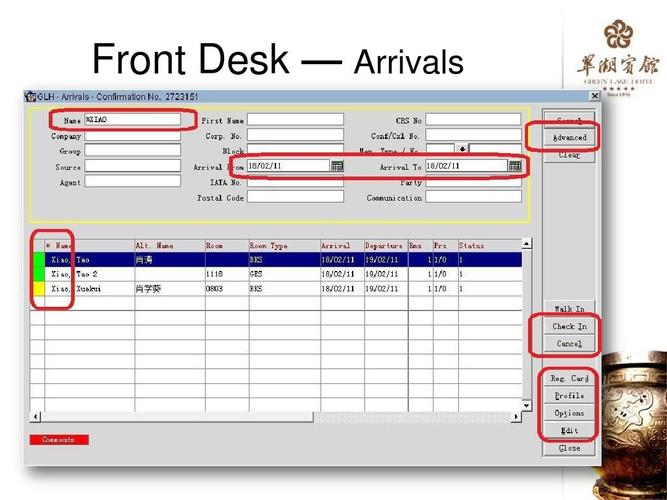 Front Desk — Arrivals
翠湖賓館
GREEN LAKE HOTEL
★★★★★
Since 1956
GLH - Arrivals - Confirmation No. 2723151
Name %XIAO First Name CRS No Search
Company Corp. No. Conf/Cxl No. Advanced
Group Block Mem. Type / No. Clear
Source Arrival From 18/02/11 Arrival To 18/02/11
Agent IATA No. Party
Postal Code Communication
* Name Alt. Name Room Room Type Arrival Departure Rms Prs Status
Xiao, Tao 肖涛 BKS 18/02/11 19/02/11 1 1/0 1
Xiao, Tao 2 1118 GKS 18/02/11 19/02/11 1 1/0 1
Xiao, Xuekui 肖学葵 0803 BKS 18/02/11 19/02/11 1 1/0 1
Walk In
Check In
Cancel
Reg. Card
Profile
Options
Edit
Close
Comments